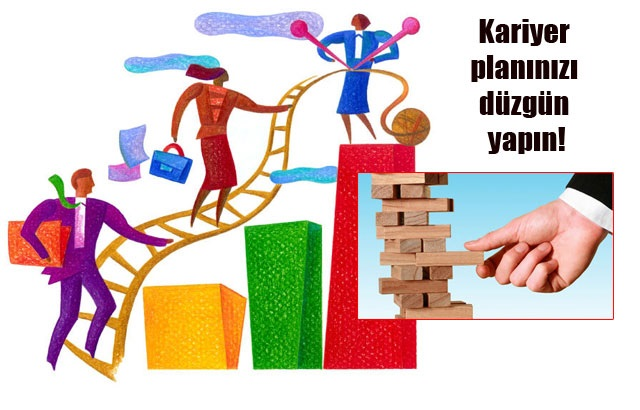 Kariyer
planınızı
düzgün
yapın!